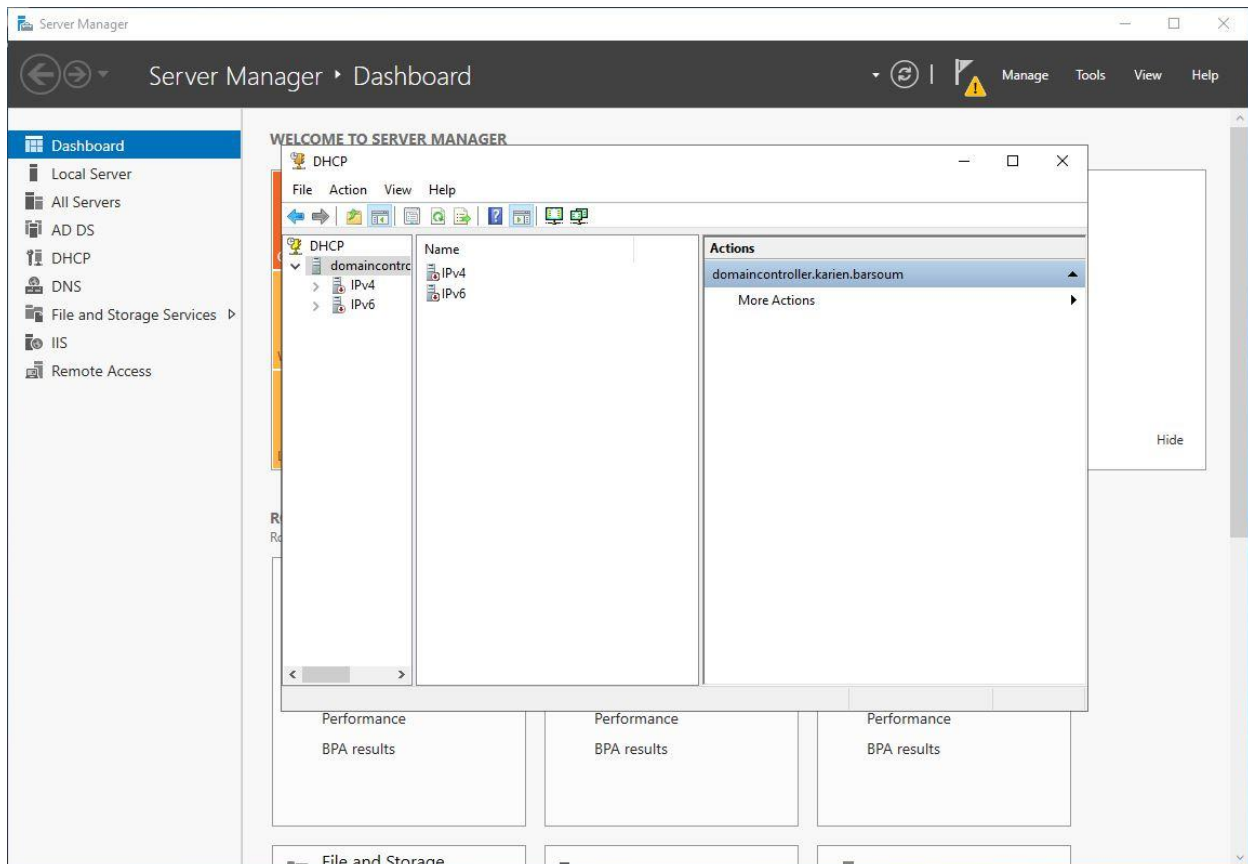 Server Manager
Server Manager • Dashboard
Manage Tools View Help
Dashboard
Local Server
All Servers
AD DS
DHCP
DNS
File and Storage Services
IIS
Remote Access
WELCOME TO SERVER MANAGER
DHCP
File Action View Help
DHCP
domaincontrc
IPv4
IPv6
Name
IPv4
IPv6
Actions
domaincontroller.karien.barsoum
More Actions
Hide
Performance
BPA results
Performance
BPA results
Performance
BPA results
File and Storage